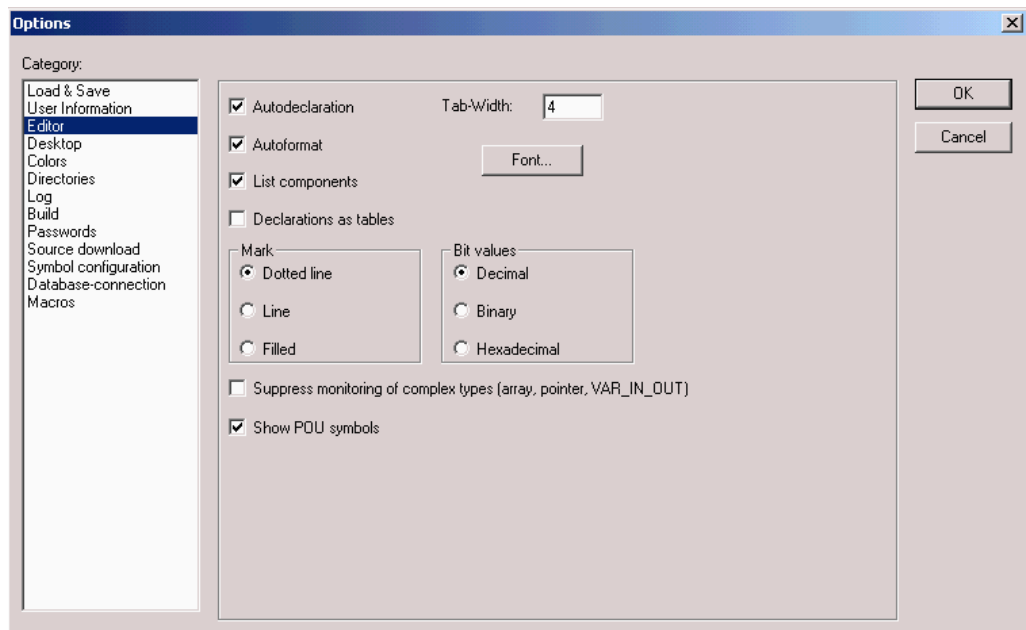 Options
Category:
Load & Save
User Information
Editor
Desktop
Colors
Directories
Log
Build
Passwords
Source download
Symbol configuration
Database-connection
Macros
Autodeclaration
Tab-Width: 4
Autoformat
Font...
List components
Declarations as tables
Mark
Dotted line
Line
Filled
Bit values
Decimal
Binary
Hexadecimal
Suppress monitoring of complex types (array, pointer, VAR_IN_OUT)
Show POU symbols
OK
Cancel